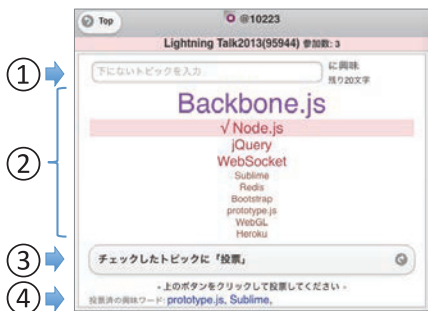 Top
@10223
Lightning Talk2013(95944) 参加数: 3
① 下にないトピックを入力 に興味
残り20文字
②
Backbone.js
√ Node.js
jQuery
WebSocket
Sublime
Redis
Bootstrap
prototype.js
WebGL
Heroku
③ チェックしたトピックに「投票」
- 上のボタンをクリックして投票してください -
④ 投票済の興味ワード: prototype.js, Sublime,